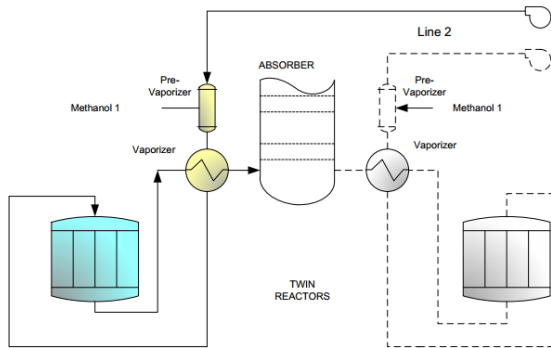 Line 2
ABSORBER
Pre-
Vaporizer
Methanol 1
Pre-
Vaporizer
Methanol 1
Vaporizer
Vaporizer
TWIN
REACTORS